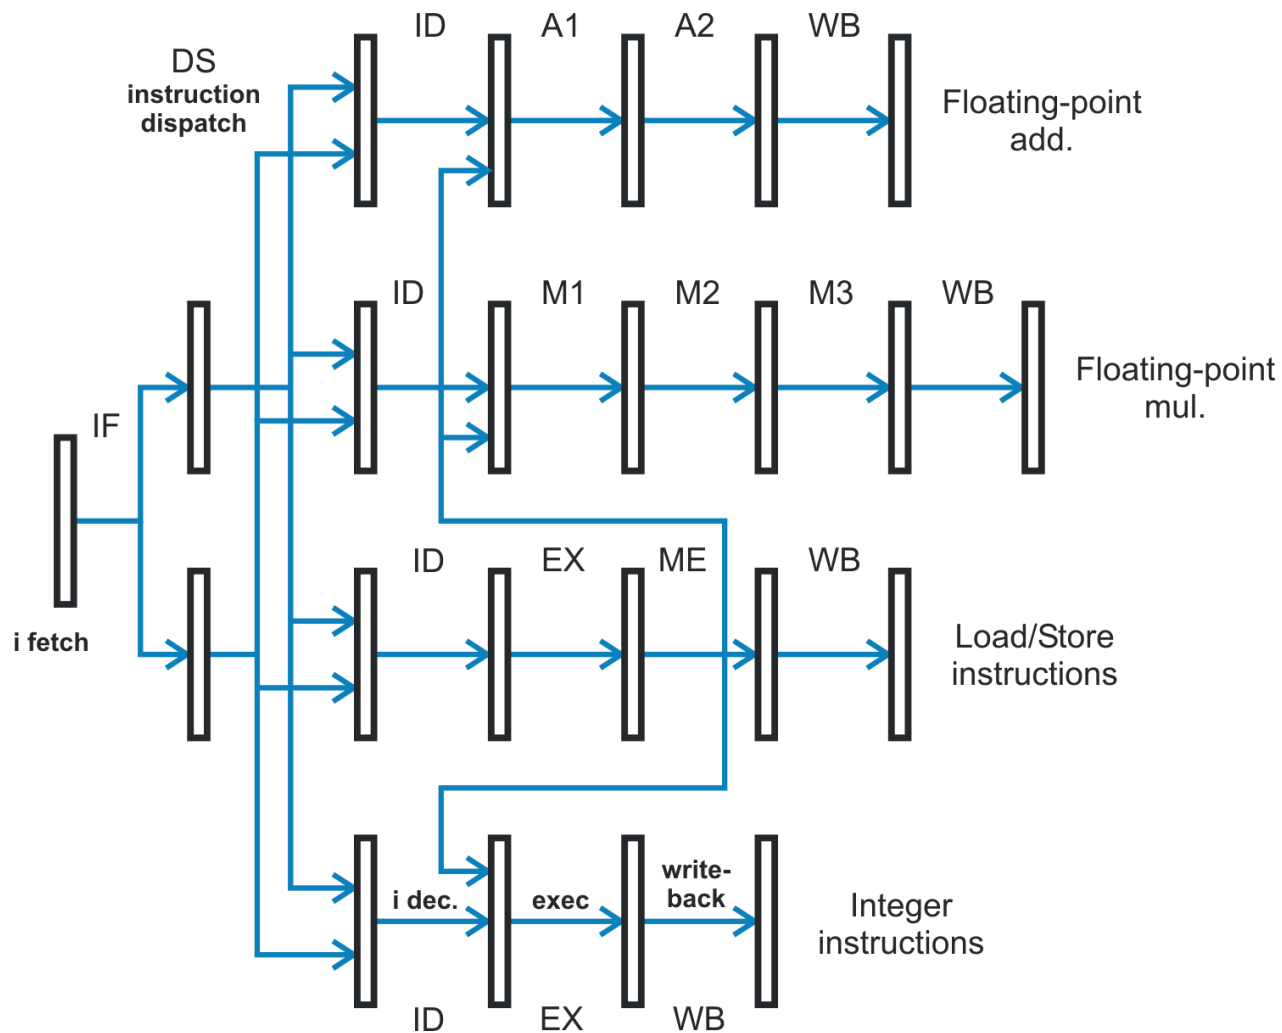 ID A1 A2 WB
DS
instruction
dispatch
Floating-point
add.
ID M1 M2 M3 WB
Floating-point
mul.
IF
i fetch
ID EX ME WB
Load/Store
instructions
i dec. exec write-
back
Integer
instructions
ID EX WB